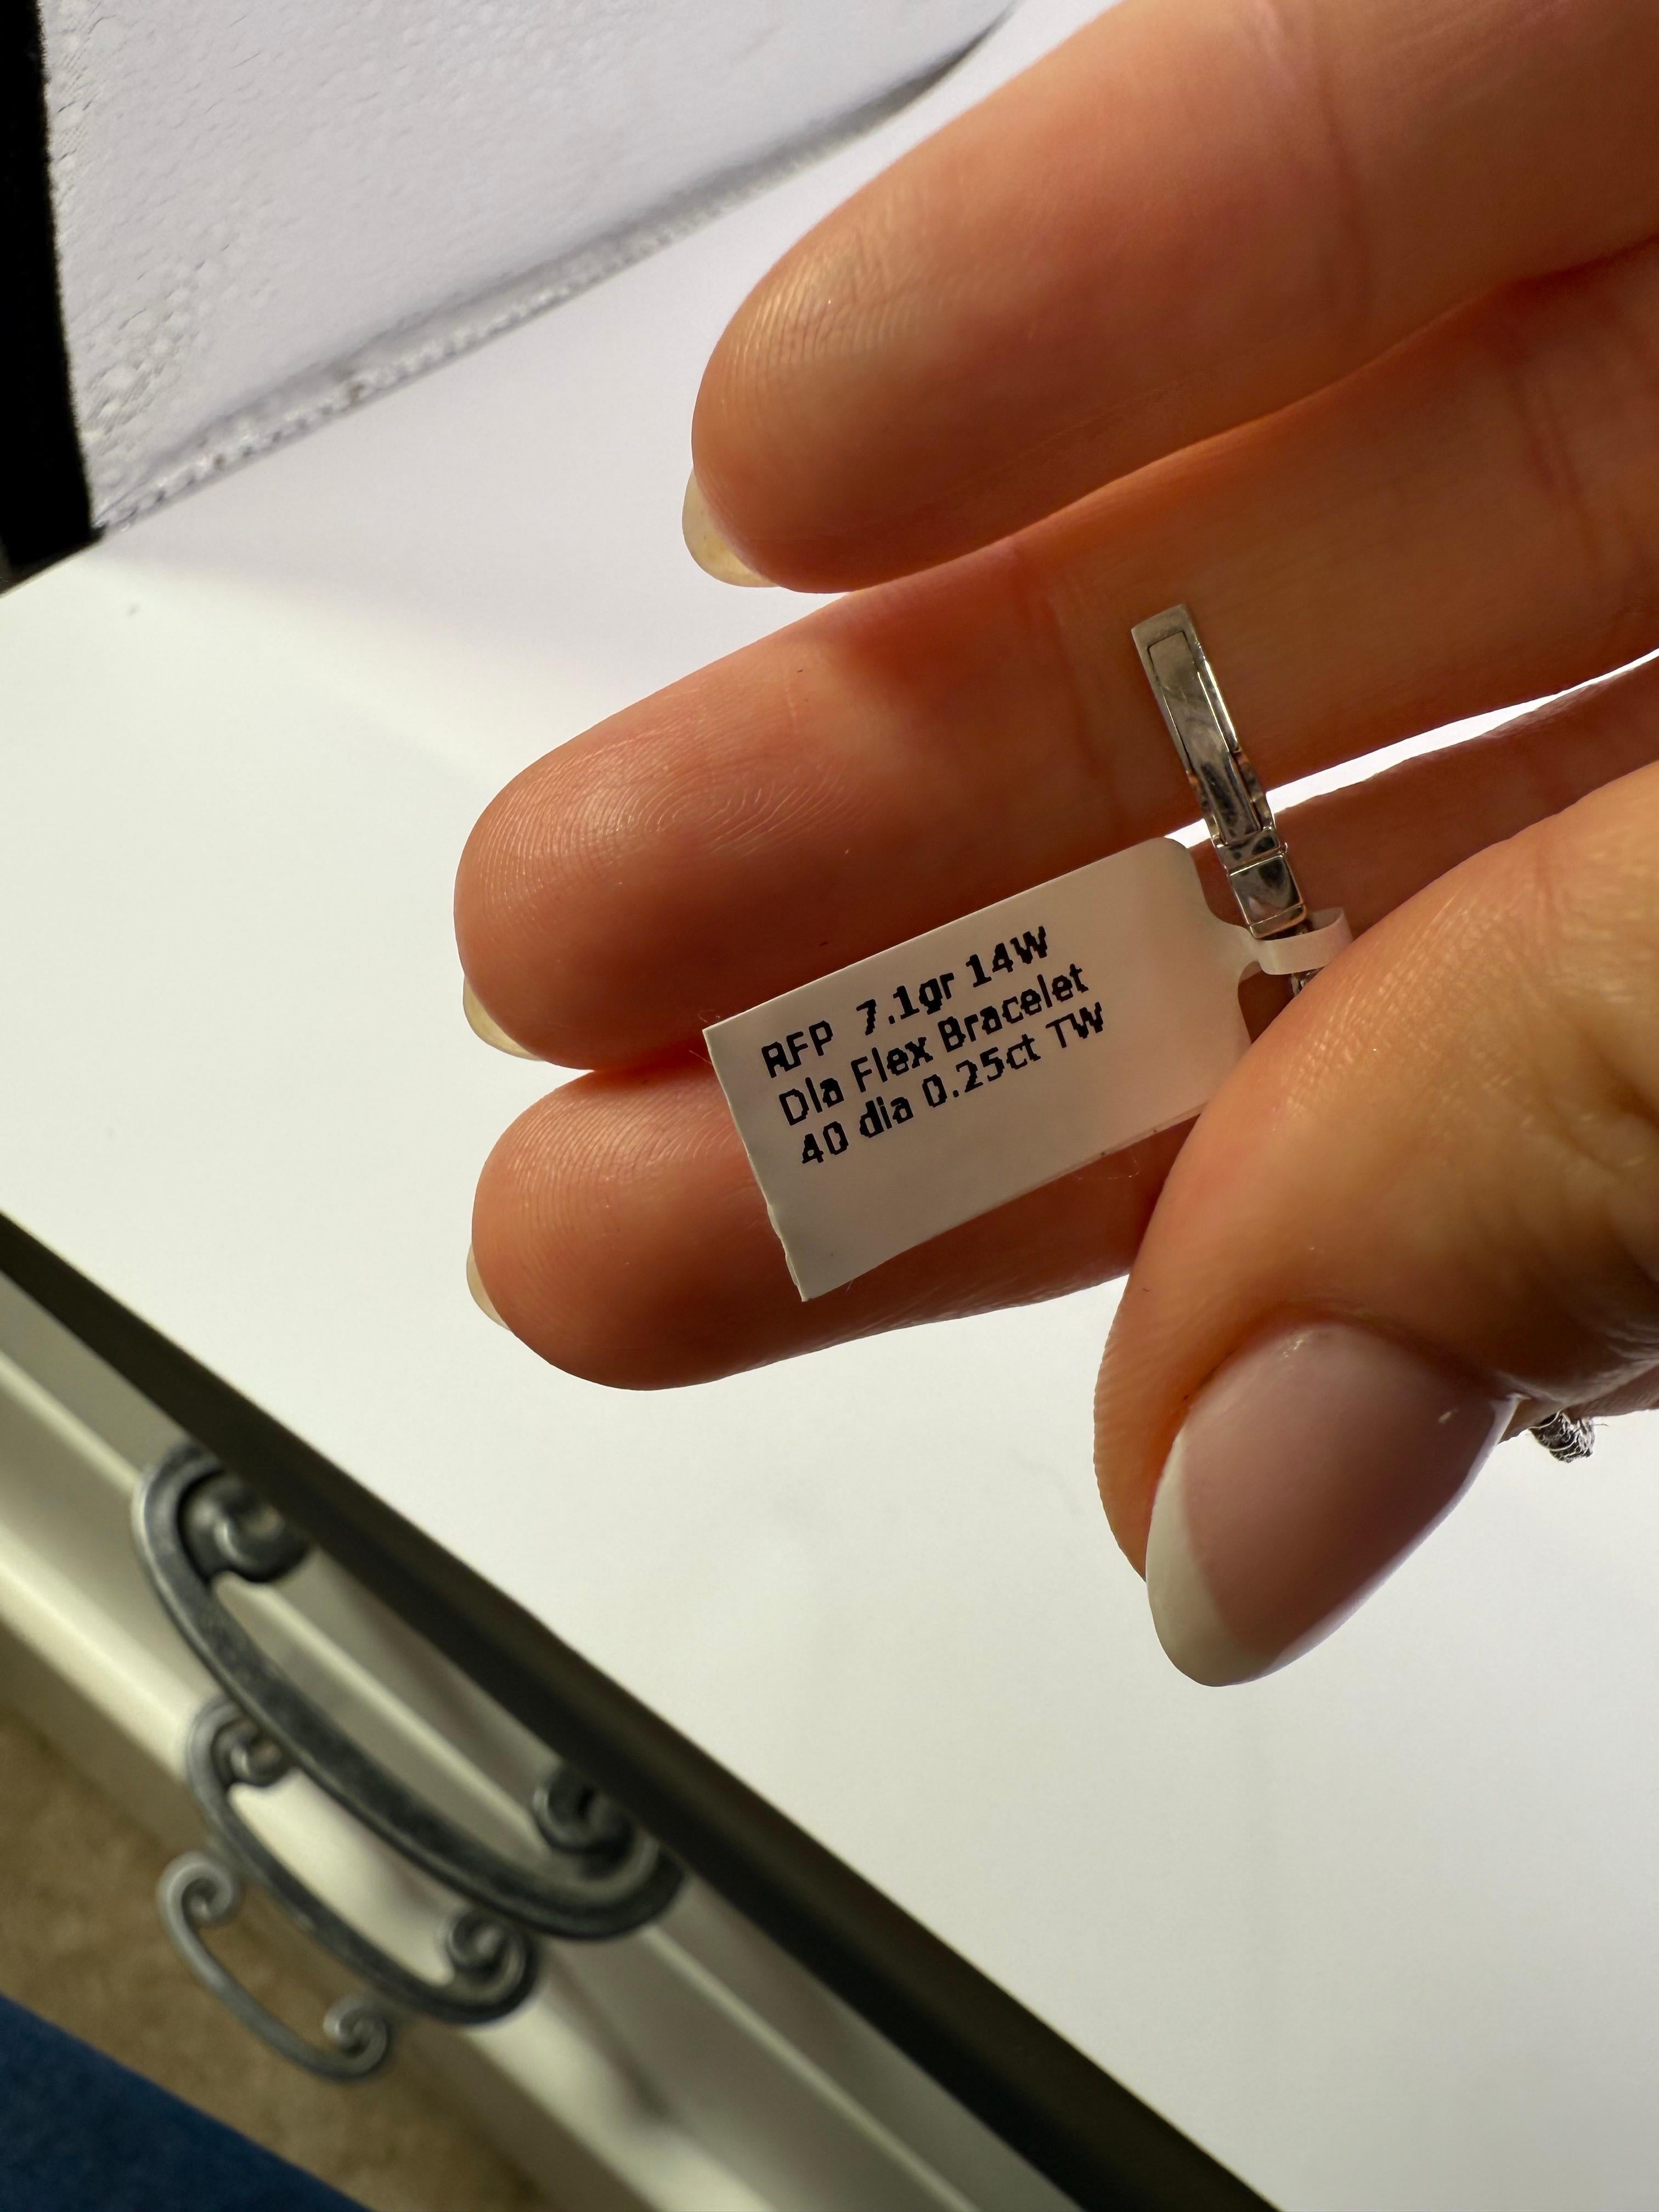 RFP 7.1gr 14W
Dia Flex Bracelet
40 dia 0.25ct TW